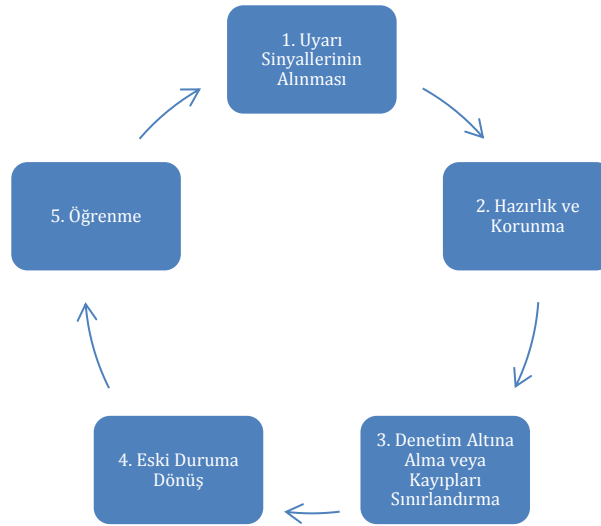 1. Uyarı
Sinyallerinin
Alınması
2. Hazırlık ve
Korunma
3. Denetim Altına
Alma veya
Kayıpları
Sınırlandırma
4. Eski Duruma
Dönüş
5. Öğrenme